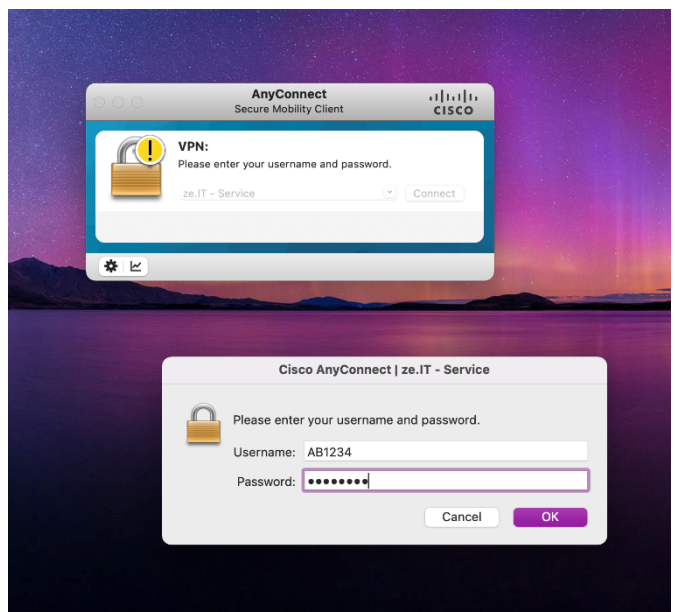 AnyConnect
Secure Mobility Client
CISCO
VPN:
Please enter your username and password.
ze.IT - Service
Connect
Cisco AnyConnect | ze.IT - Service
Please enter your username and password.
Username: AB1234
Password: ••••••••
Cancel OK